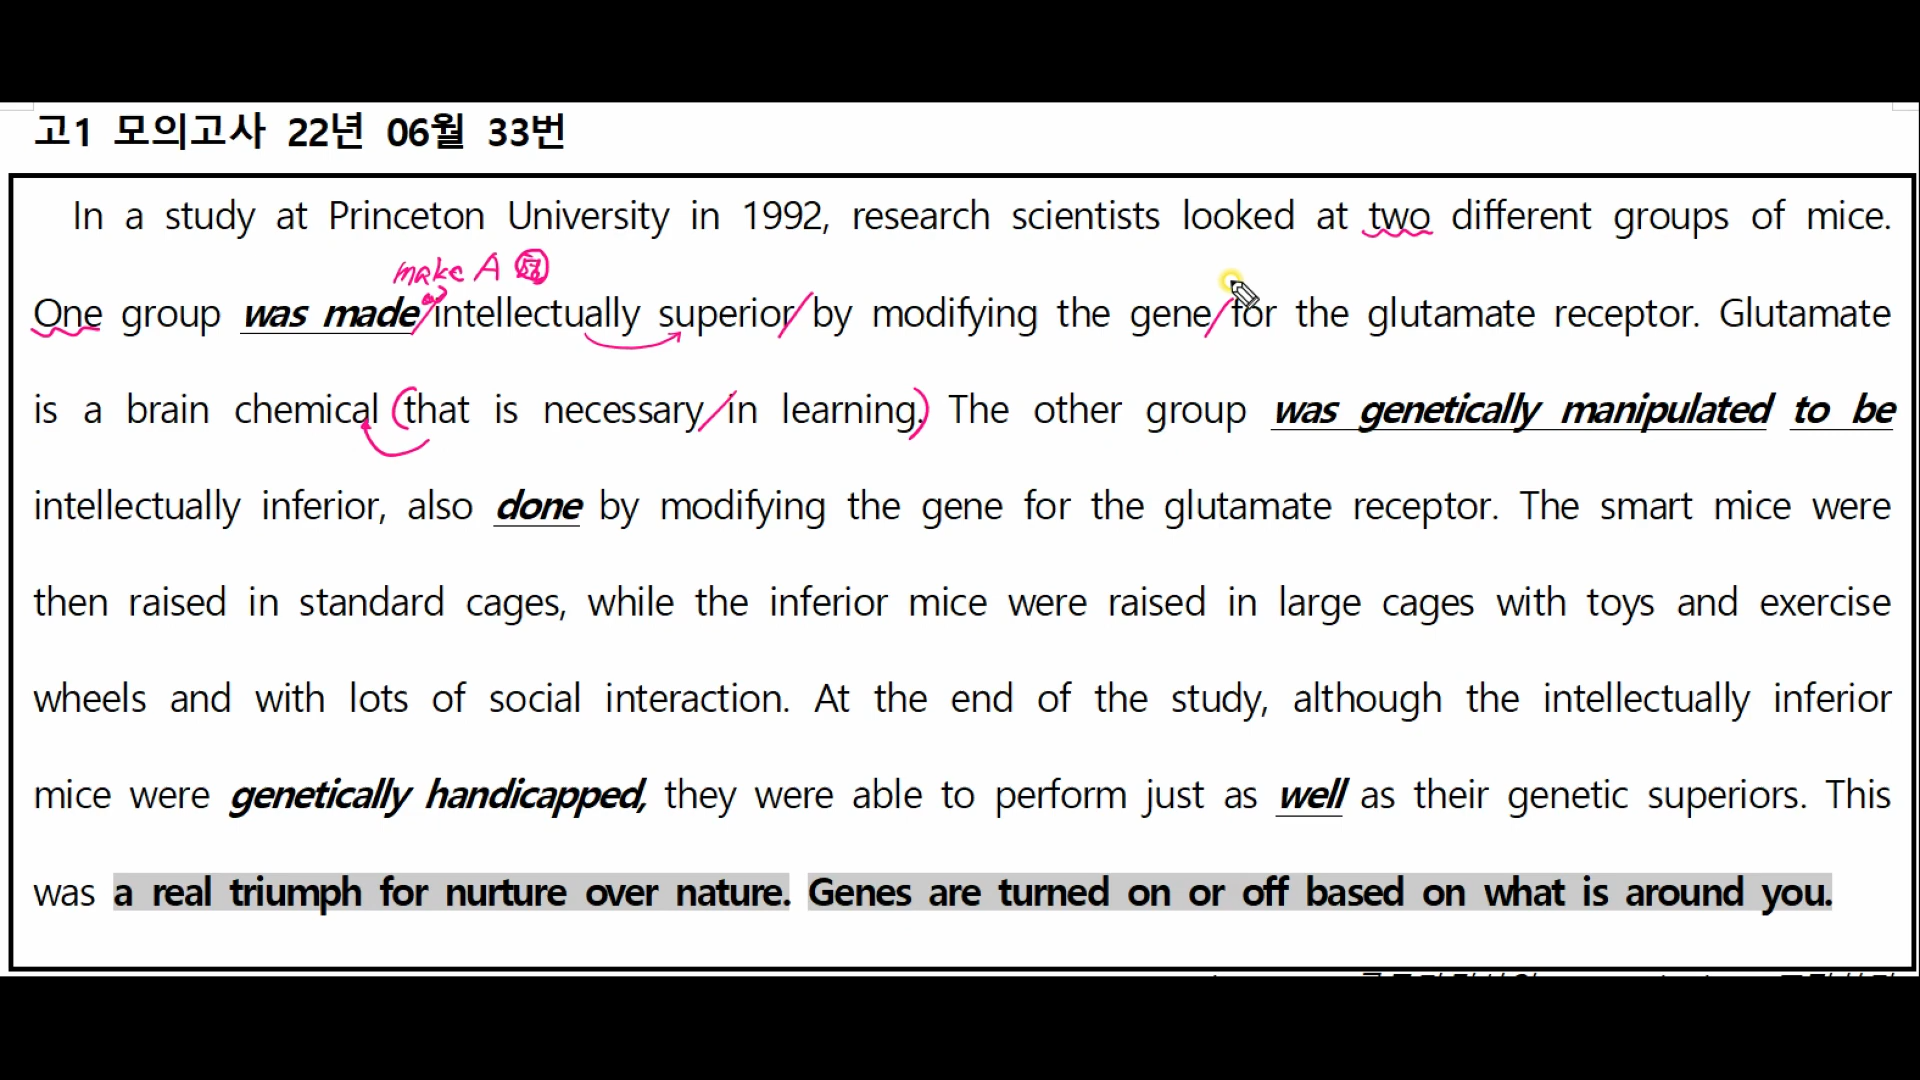 고1 모의고사 22년 06월 33번
In a study at Princeton University in 1992, research scientists looked at two different groups of mice.
make A 형
One group was made intellectually superior by modifying the gene for the glutamate receptor. Glutamate
is a brain chemical (that is necessary in learning.) The other group was genetically manipulated to be
intellectually inferior, also done by modifying the gene for the glutamate receptor. The smart mice were
then raised in standard cages, while the inferior mice were raised in large cages with toys and exercise
wheels and with lots of social interaction. At the end of the study, although the intellectually inferior
mice were genetically handicapped, they were able to perform just as well as their genetic superiors. This
was a real triumph for nurture over nature. Genes are turned on or off based on what is around you.